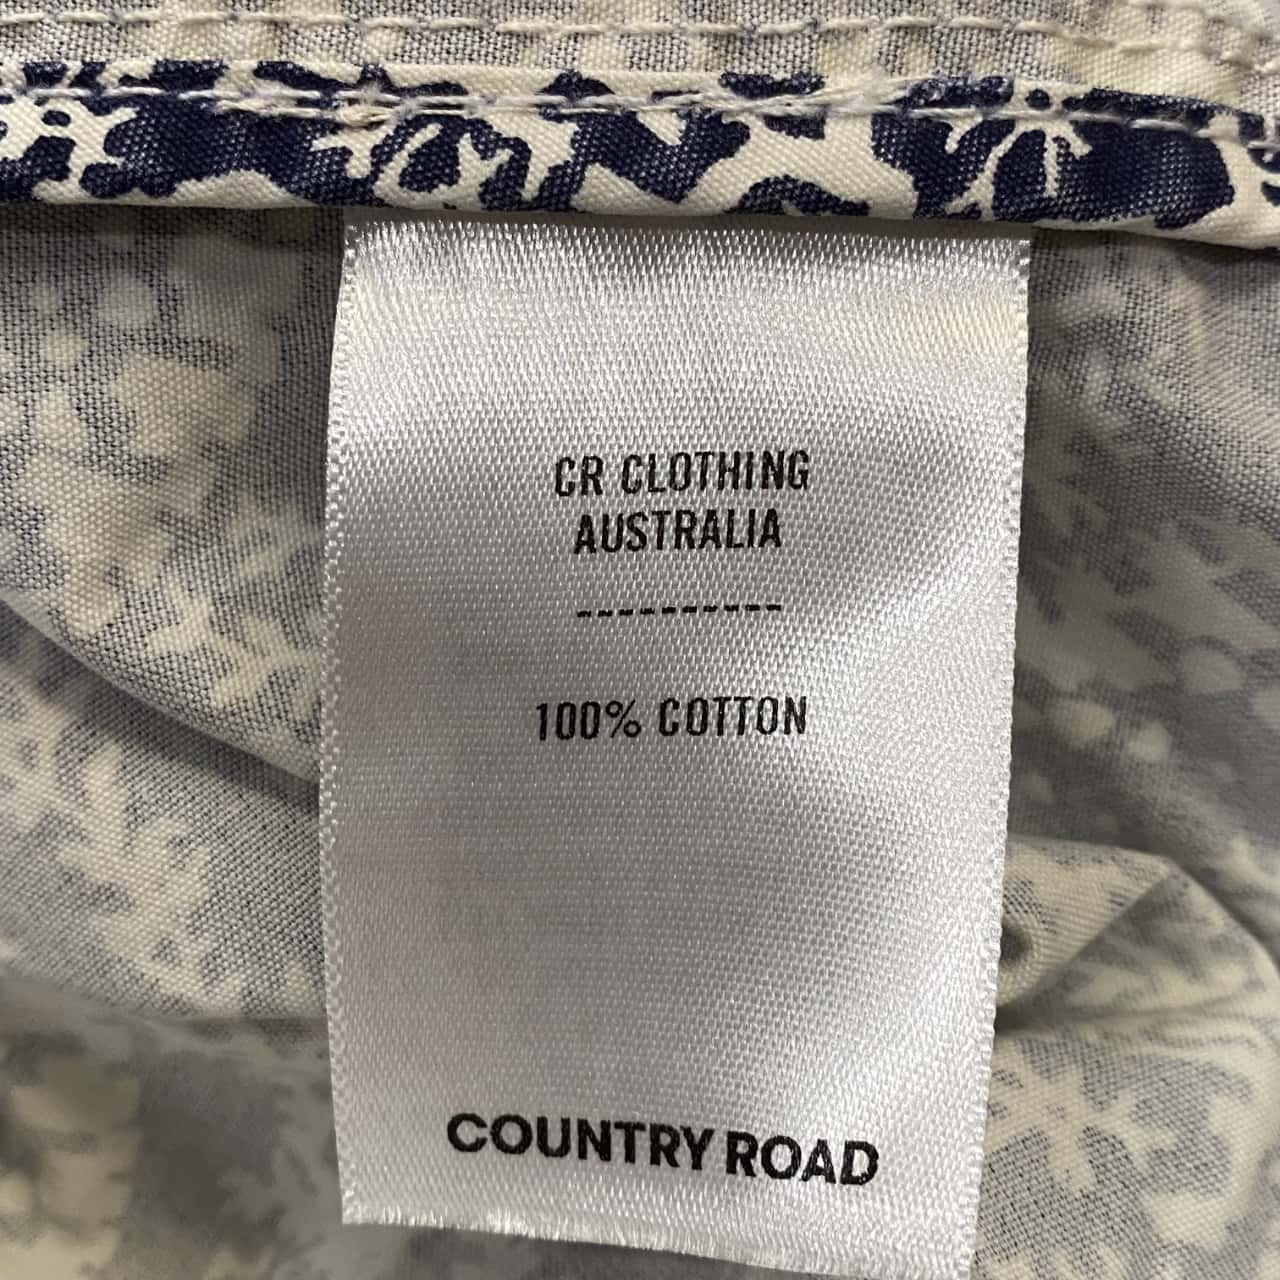 CR CLOTHING
AUSTRALIA
----------
100% COTTON
COUNTRY ROAD